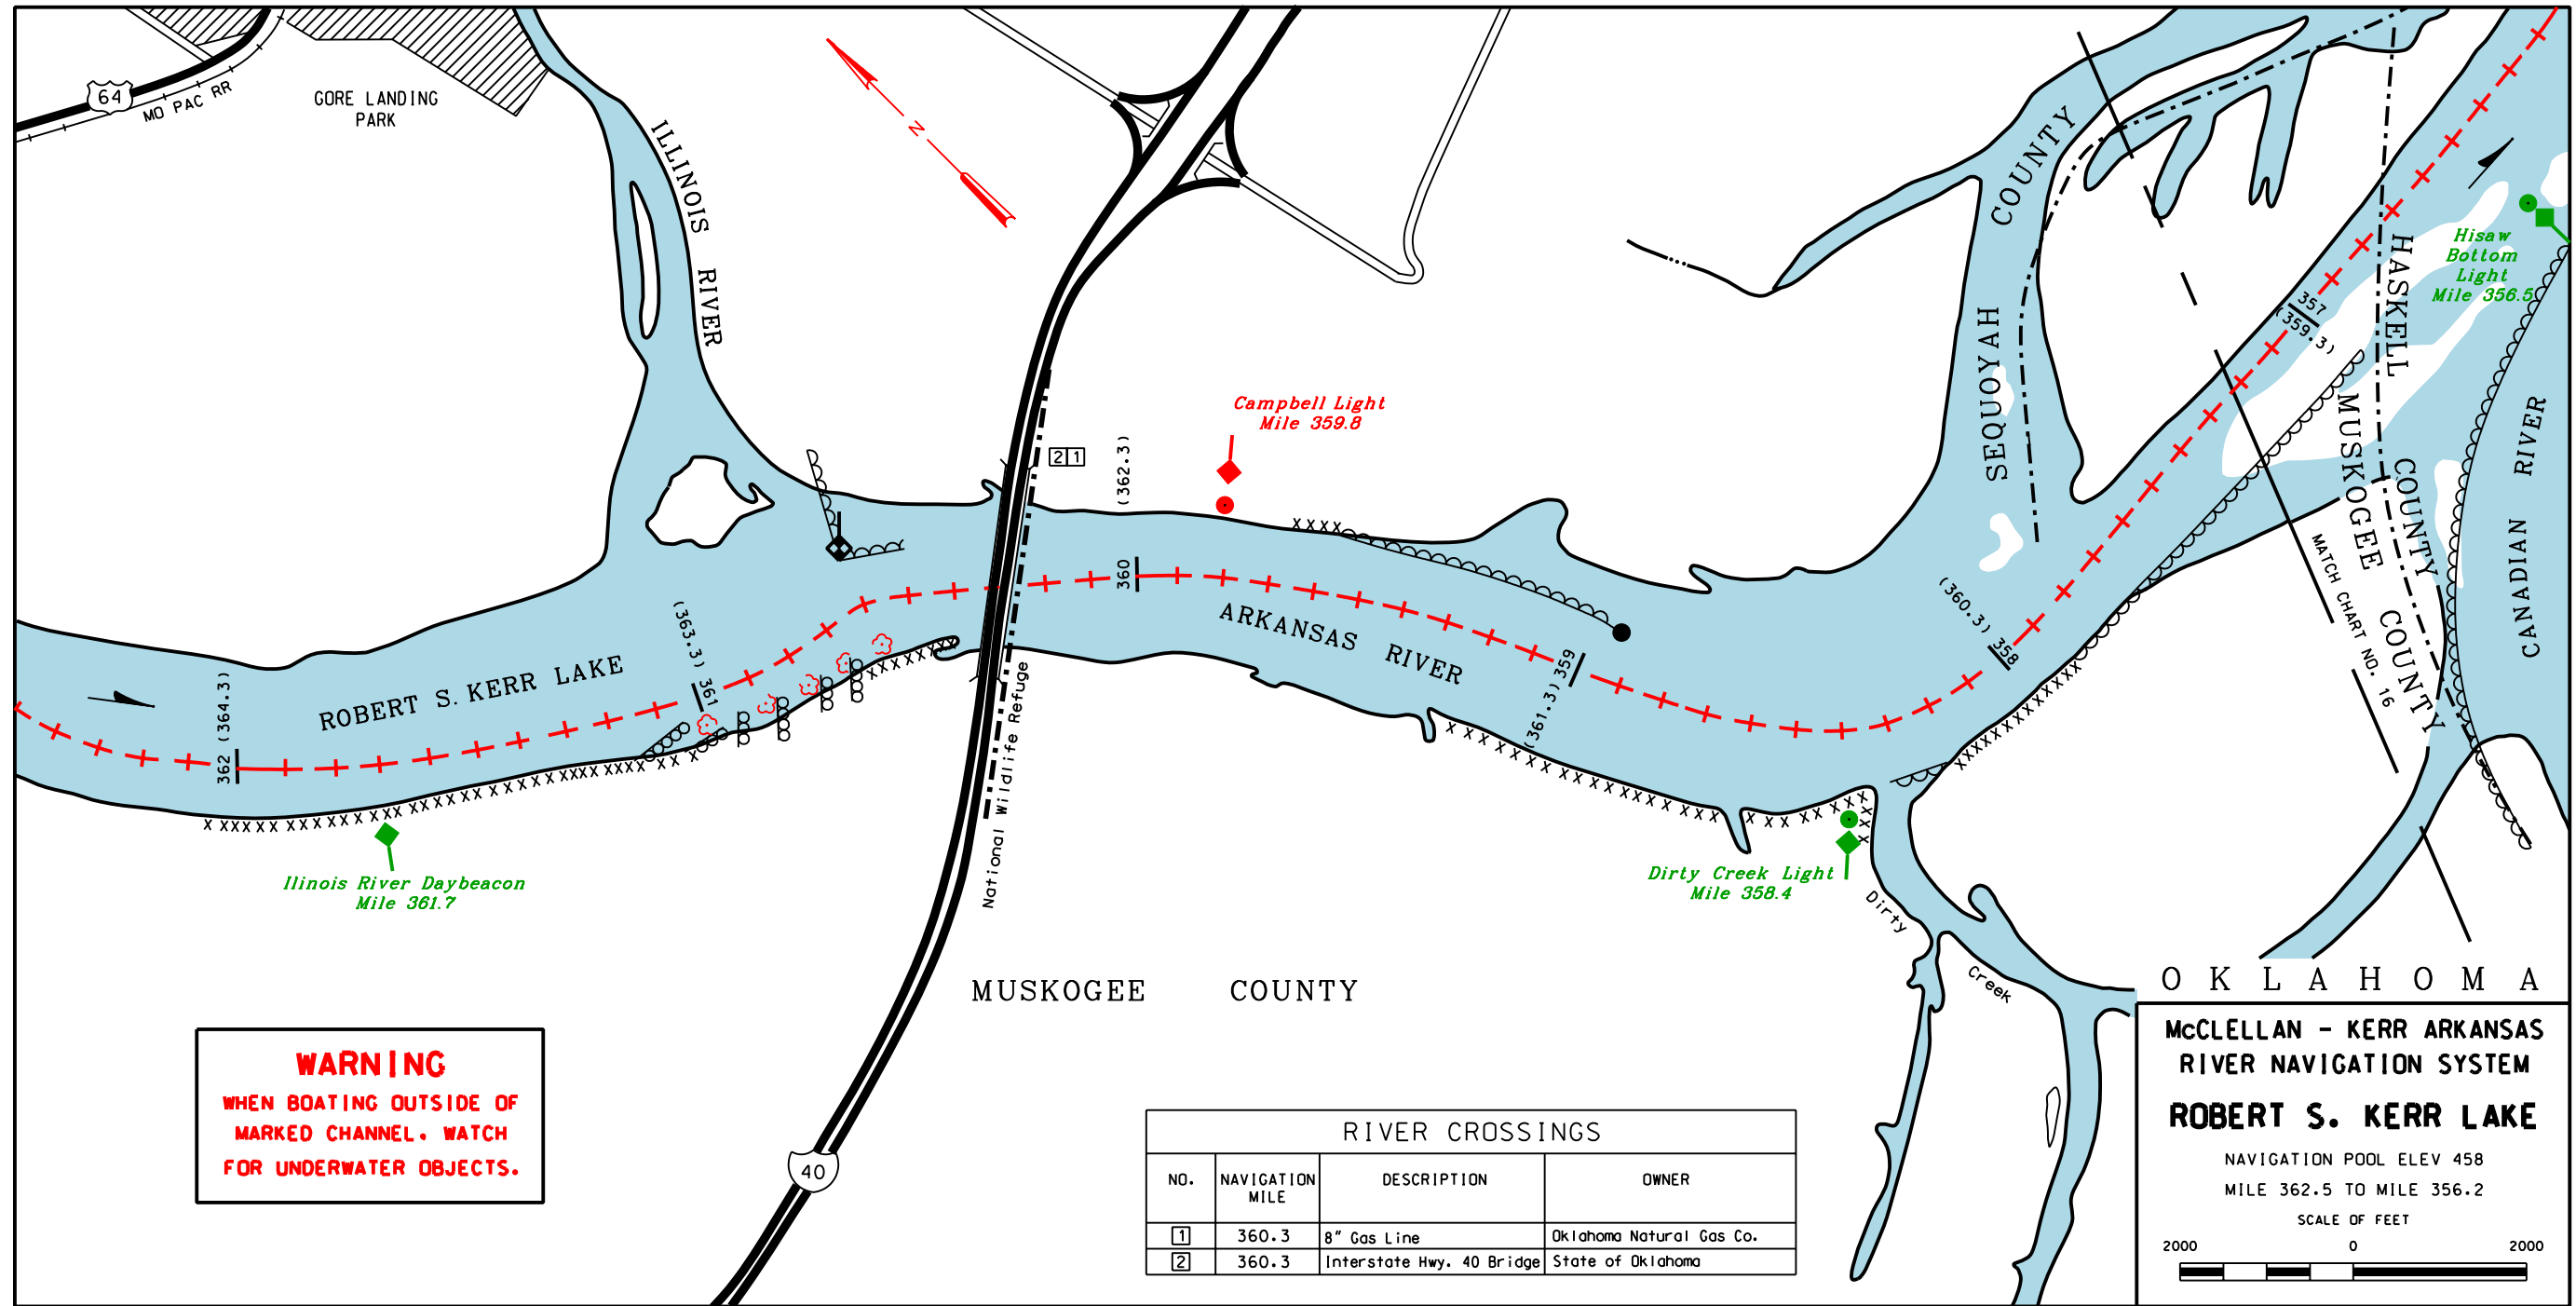 64
MO PAC RR
GORE LANDING
PARK
ILLINOIS RIVER
N
Campbell Light
Mile 359.8
2 1
(362.3)
360
SEQUOYAH COUNTY
HASKELL COUNTY
MUSKOGEE COUNTY
Hisaw
Bottom
Light
Mile 356.5
357
(359.3)
CANADIAN RIVER
MATCH CHART NO. 16
(360.3) 358
ARKANSAS RIVER
(361.3) 359
(363.3) 361
ROBERT S. KERR LAKE
362 (364.3)
Ilinois River Daybeacon
Mile 361.7
National Wildlife Refuge
Dirty Creek Light
Mile 358.4
Dirty Creek
MUSKOGEE COUNTY
40
WARNING
WHEN BOATING OUTSIDE OF
MARKED CHANNEL. WATCH
FOR UNDERWATER OBJECTS.
RIVER CROSSINGS
NO. NAVIGATION MILE DESCRIPTION OWNER
1 360.3 8" Gas Line Oklahoma Natural Gas Co.
2 360.3 Interstate Hwy. 40 Bridge State of Oklahoma
OKLAHOMA
McCLELLAN - KERR ARKANSAS
RIVER NAVIGATION SYSTEM
ROBERT S. KERR LAKE
NAVIGATION POOL ELEV 458
MILE 362.5 TO MILE 356.2
SCALE OF FEET
2000 0 2000